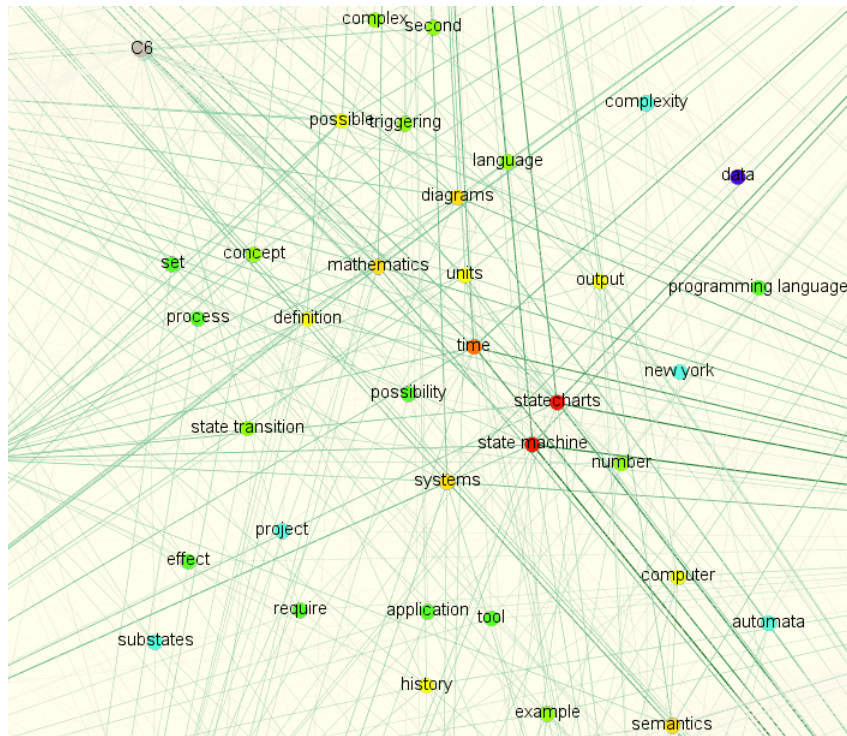 complex
second
C6
complexity
possible
triggering
language
data
diagrams
set
concept
mathematics
units
output
programming language
process
definition
time
new york
possibility
statecharts
state transition
state machine
number
systems
project
effect
computer
require
application
tool
automata
substates
history
example
semantics